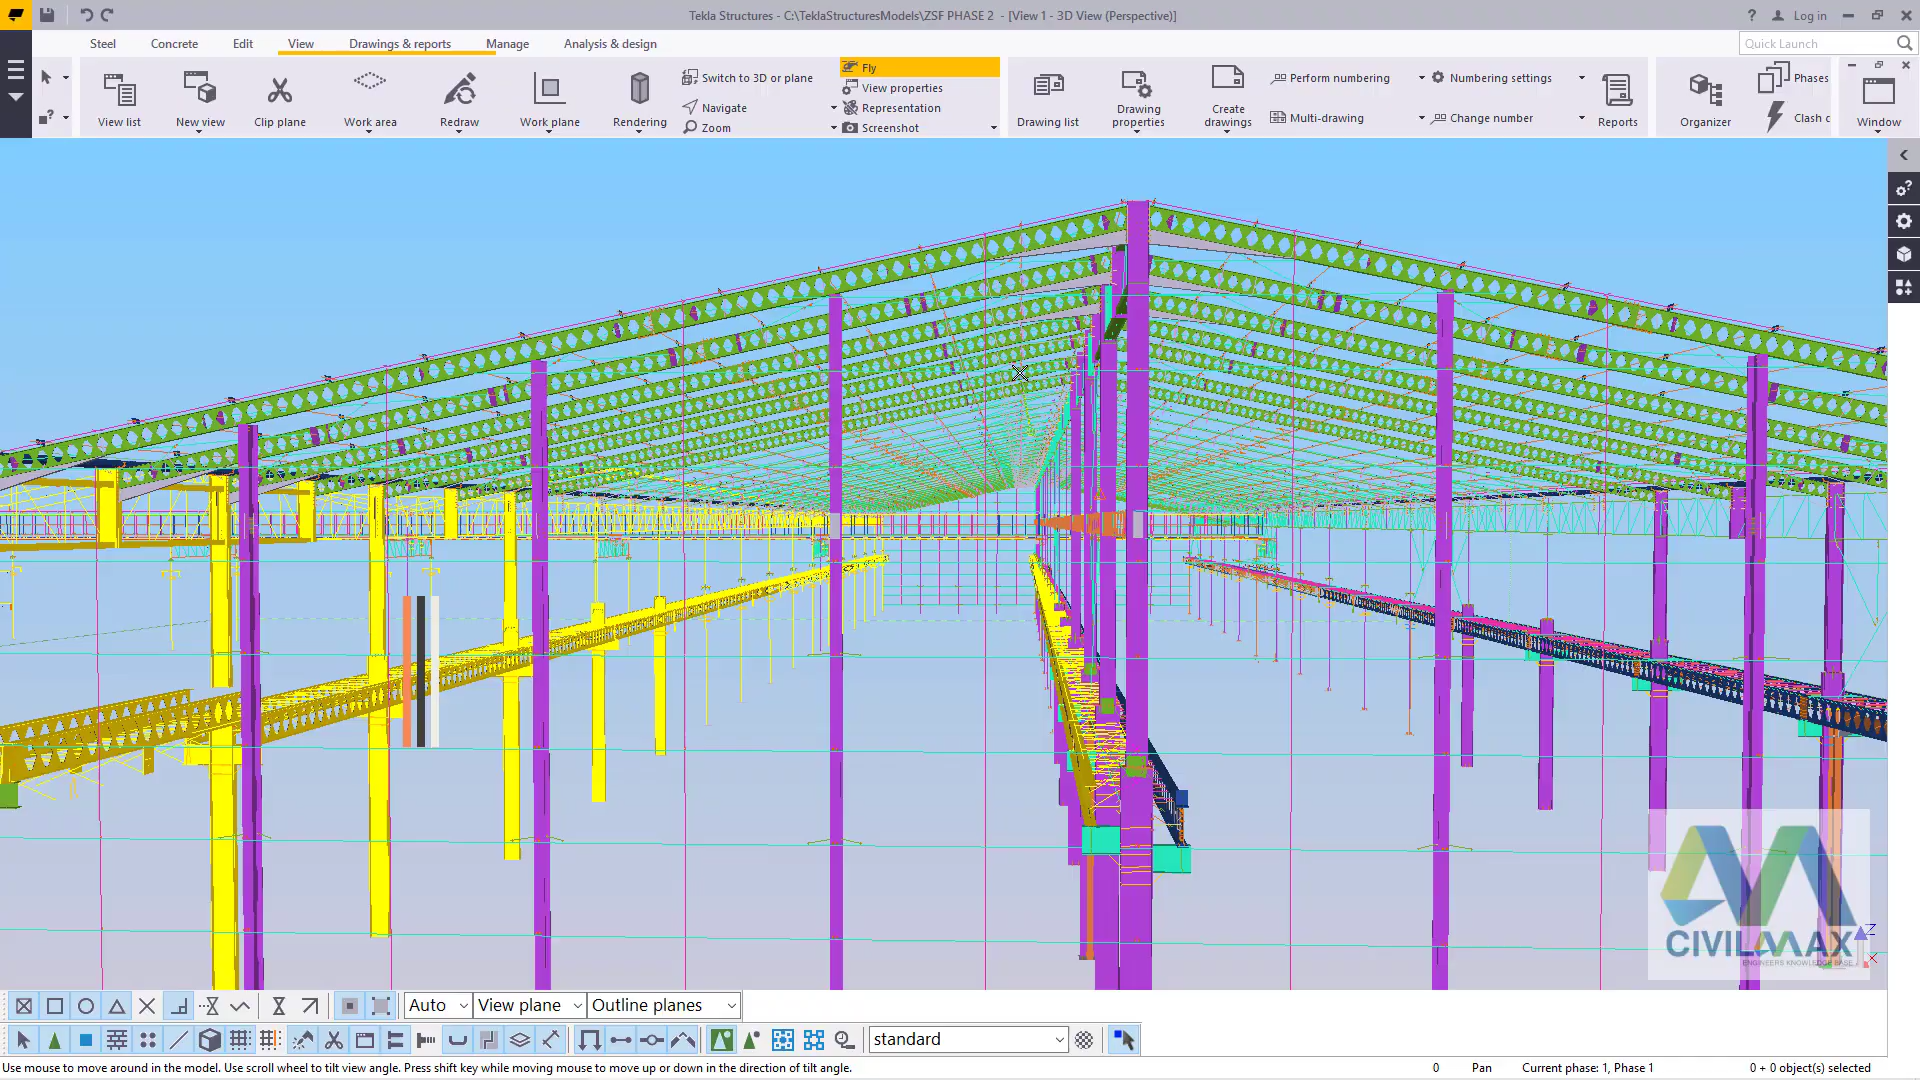 Tekla Structures - C:\TeklaStructuresModels\ZSF PHASE 2 - [View 1 - 3D View (Perspective)]
? Log in
Steel Concrete Edit View Drawings & reports Manage Analysis & design
Quick Launch
Switch to 3D or plane
Fly
View properties
Navigate
Representation
Zoom
Screenshot
View list
New view
Clip plane
Work area
Redraw
Work plane
Rendering
Drawing list
Drawing properties
Create drawings
Perform numbering
Numbering settings
Multi-drawing
Change number
Reports
Organizer
Phases
Clash c
Window
CIVILMAX
ENGINEERS KNOWLEDGE BASE
Z
Auto View plane Outline planes
standard
Use mouse to move around in the model. Use scroll wheel to tilt view angle. Press shift key while moving mouse to move up or down in the direction of tilt angle. 0 Pan Current phase: 1, Phase 1 0 + 0 object(s) selected